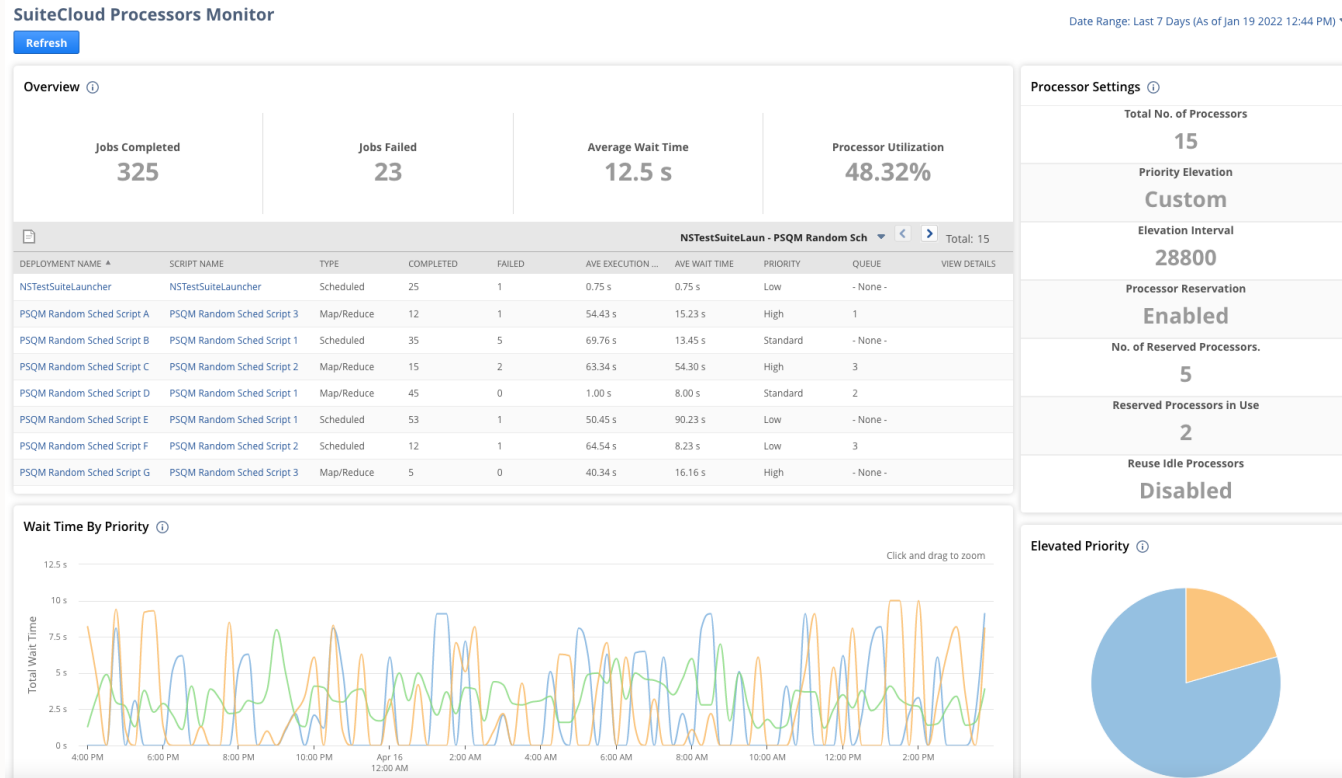 SuiteCloud Processors Monitor
Date Range: Last 7 Days (As of Jan 19 2022 12:44 PM)
Refresh
Overview
Jobs Completed
325
Jobs Failed
23
Average Wait Time
12.5 s
Processor Utilization
48.32%
NSTestSuiteLaun - PSQM Random Sch Total: 15
DEPLOYMENT NAME SCRIPT NAME TYPE COMPLETED FAILED AVE EXECUTION ... AVE WAIT TIME PRIORITY QUEUE VIEW DETAILS
NSTestSuiteLauncher NSTestSuiteLauncher Scheduled 25 1 0.75 s 0.75 s Low - None -
PSQM Random Sched Script A PSQM Random Sched Script 3 Map/Reduce 12 1 54.43 s 15.23 s High 1
PSQM Random Sched Script B PSQM Random Sched Script 1 Scheduled 35 5 69.76 s 13.45 s Standard - None -
PSQM Random Sched Script C PSQM Random Sched Script 2 Map/Reduce 15 2 63.34 s 54.30 s High 3
PSQM Random Sched Script D PSQM Random Sched Script 1 Map/Reduce 45 0 1.00 s 8.00 s Standard 2
PSQM Random Sched Script E PSQM Random Sched Script 1 Scheduled 53 1 50.45 s 90.23 s Low - None -
PSQM Random Sched Script F PSQM Random Sched Script 2 Scheduled 12 1 64.54 s 8.23 s Low 3
PSQM Random Sched Script G PSQM Random Sched Script 3 Map/Reduce 5 0 40.34 s 16.16 s High - None -
Processor Settings
Total No. of Processors
15
Priority Elevation
Custom
Elevation Interval
28800
Processor Reservation
Enabled
No. of Reserved Processors.
5
Reserved Processors in Use
2
Reuse Idle Processors
Disabled
Wait Time By Priority
Click and drag to zoom
Total Wait Time
12.5 s
10 s
7.5 s
5 s
2.5 s
0 s
4:00 PM 6:00 PM 8:00 PM 10:00 PM Apr 16 2:00 AM 4:00 AM 6:00 AM 8:00 AM 10:00 AM 12:00 PM 2:00 PM
12:00 AM
Elevated Priority